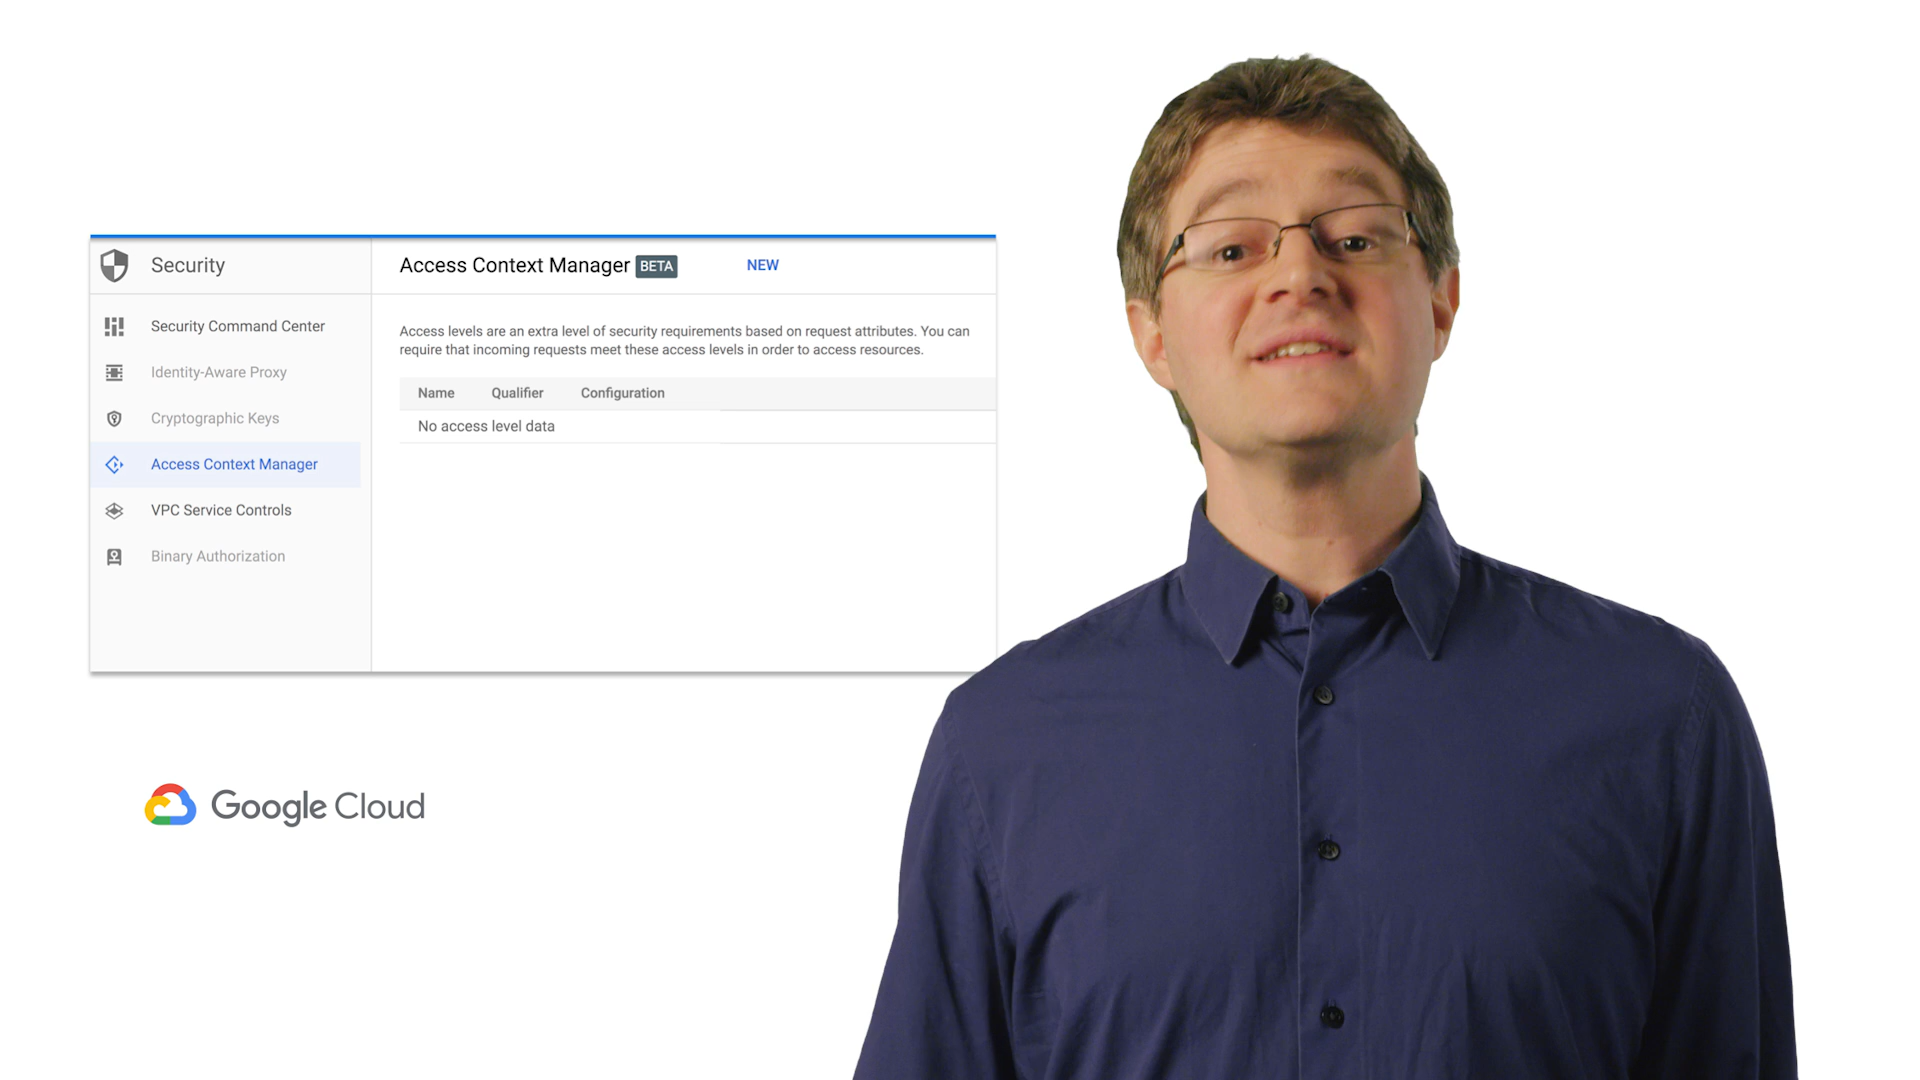 Security
Access Context Manager BETA
NEW
Security Command Center
Identity-Aware Proxy
Cryptographic Keys
Access Context Manager
VPC Service Controls
Binary Authorization
Access levels are an extra level of security requirements based on request attributes. You can
require that incoming requests meet these access levels in order to access resources.
Name Qualifier Configuration
No access level data
Google Cloud